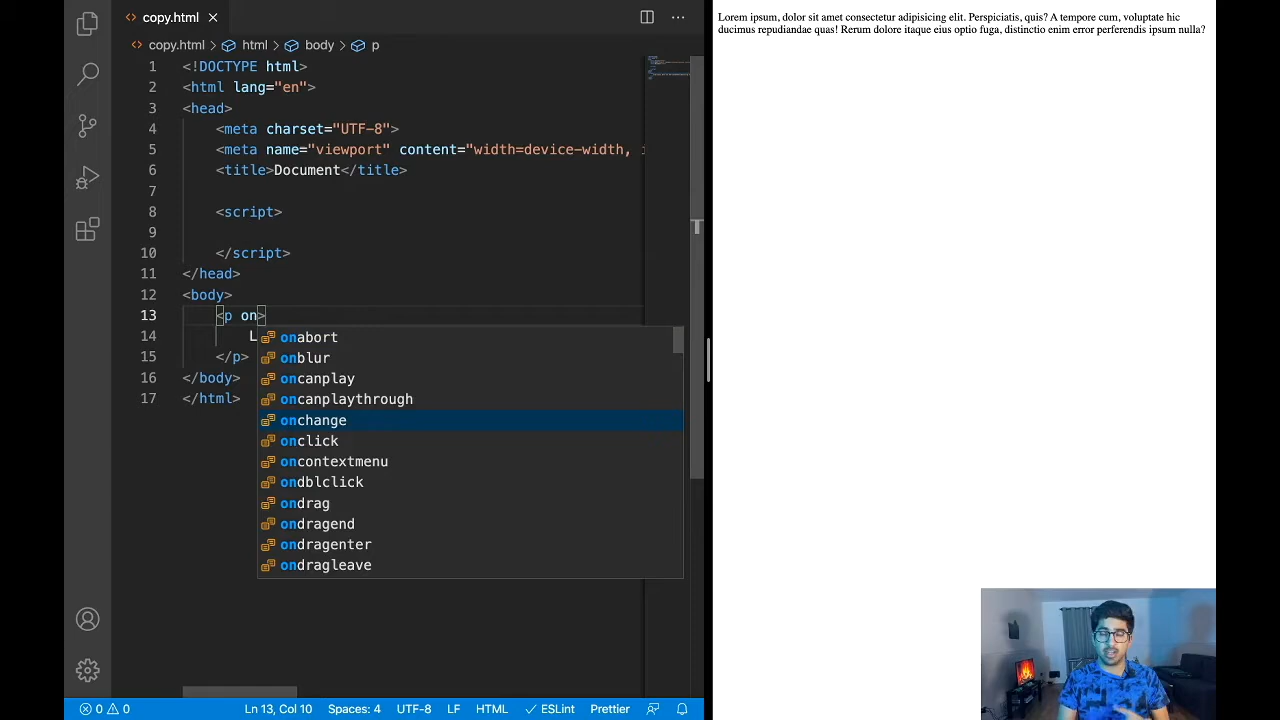 copy.html
copy.html > html > body > p
1 <!DOCTYPE html>
2 <html lang="en">
3 <head>
4 <meta charset="UTF-8">
5 <meta name="viewport" content="width=device-width, i
6 <title>Document</title>
7
8 <script>
9
10 </script>
11 </head>
12 <body>
13 <p on>
14 L
15 </p>
16 </body>
17 </html>
onabort
onblur
oncanplay
oncanplaythrough
onchange
onclick
oncontextmenu
ondblclick
ondrag
ondragend
ondragenter
ondragleave
0 0 Ln 13, Col 10 Spaces: 4 UTF-8 LF HTML ESLint Prettier
Lorem ipsum, dolor sit amet consectetur adipisicing elit. Perspiciatis, quis? A tempore cum, voluptate hic
ducimus repudiandae quas! Rerum dolore itaque eius optio fuga, distinctio enim error perferendis ipsum nulla?